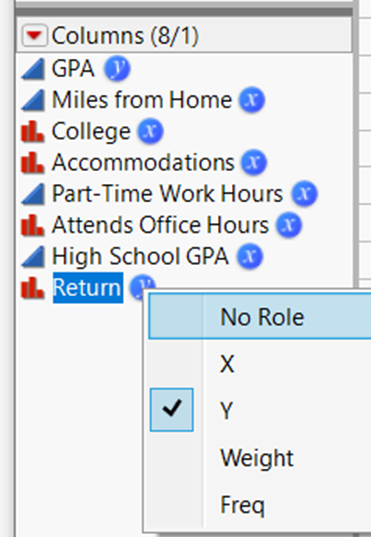 Columns (8/1)
GPA y
Miles from Home x
College x
Accommodations x
Part-Time Work Hours x
Attends Office Hours x
High School GPA x
Return y
No Role
X
Y
Weight
Freq